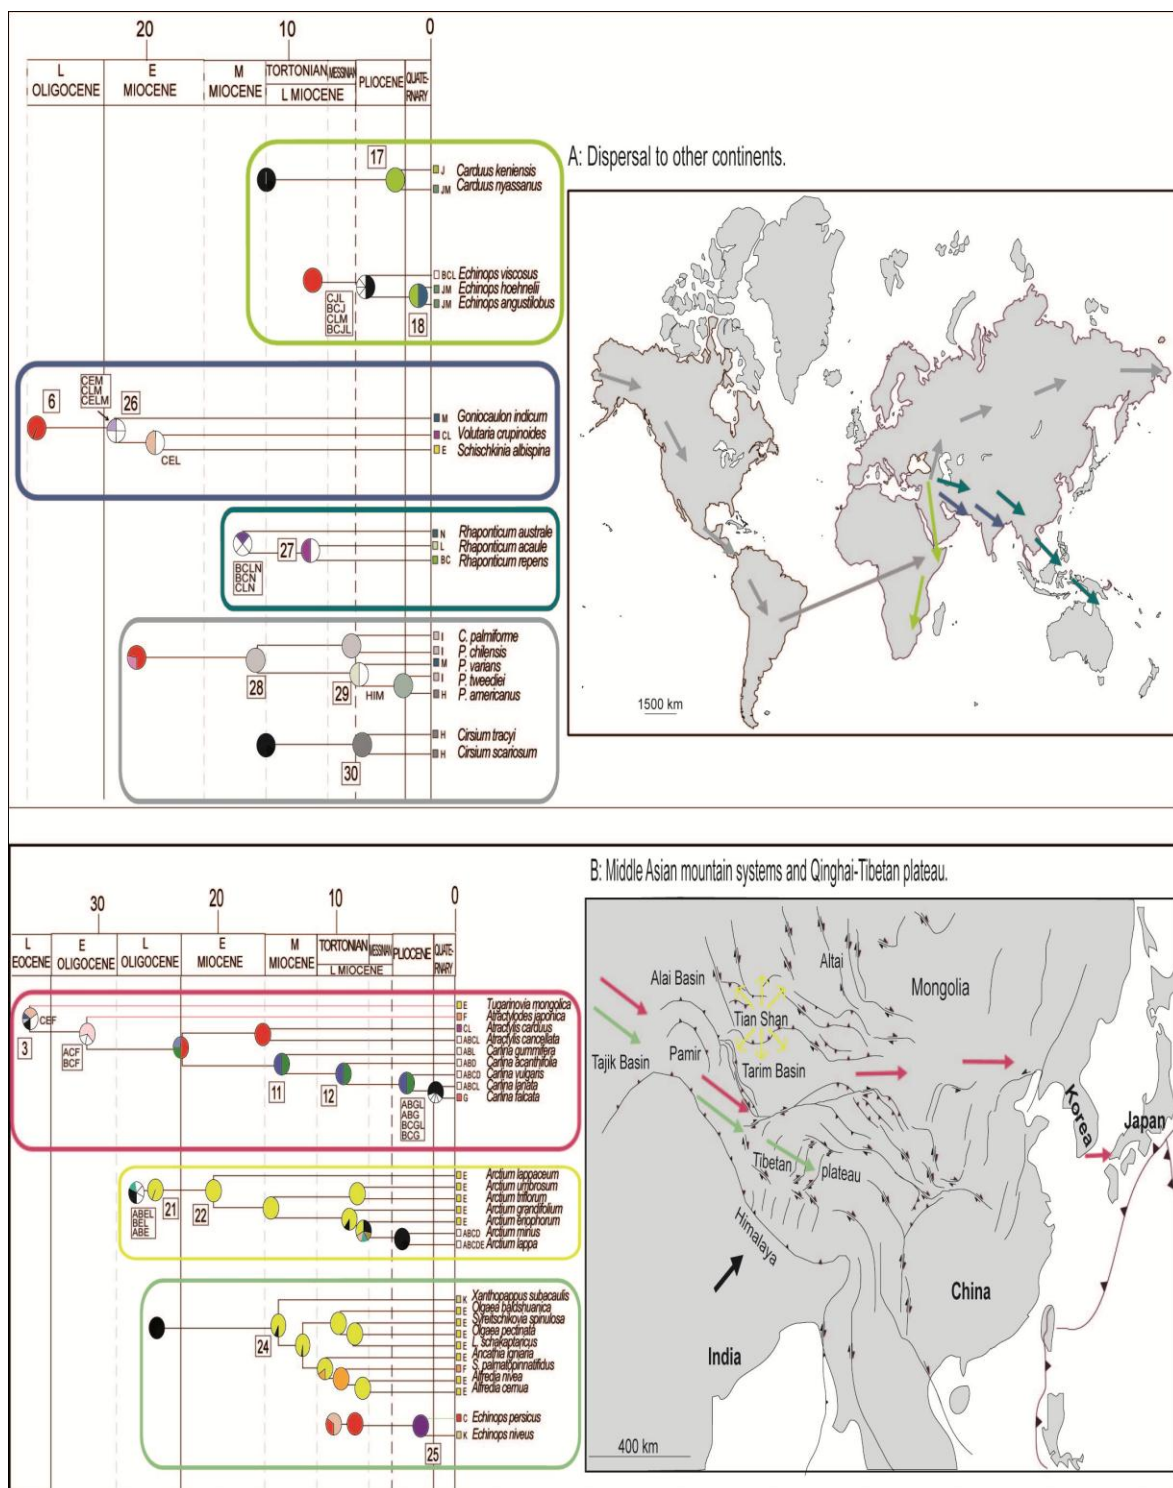 20
10
0
L
OLIGOCENE
E
MIOCENE
M
MIOCENE
TORTONIAN
MESSINIAN
L MIOCENE
PLIOCENE
QUATE-
RNARY
17
J Carduus keniensis
JM Carduus nyassanus
BCL Echinops viscosus
JM Echinops hoehnelii
JM Echinops angustilobus
CJL
BCJ
CLM
BCJL
18
6
CEM
CLM
CELM
26
CEL
M Goniocaulon indicum
CL Volutaria crupinoides
E Schischkinia albispina
BCLN
BCN
CLN
27
N Rhaponticum australe
L Rhaponticum acaule
BC Rhaponticum repens
28
29
HIM
I C. palmiforme
I P. chilensis
M P. varians
I P. tweediei
H P. americanus
30
H Cirsium tracyi
H Cirsium scariosum
A: Dispersal to other continents.
1500 km
30
20
10
0
L
EOCENE
E
OLIGOCENE
L
OLIGOCENE
E
MIOCENE
M
MIOCENE
TORTONIAN
MESSINIAN
L MIOCENE
PLIOCENE
QUATE-
RNARY
CEF
3
ACF
BCF
11
12
ABGL
ABG
BCGL
BCG
E Tugarinovia mongolica
F Atractylodes japonica
CL Atractylis carduus
ABCL Atractylis cancellata
ABL Carlina gummifera
ABD Carlina acanthifolia
ABCD Carlina vulgaris
ABCL Carlina lanata
G Carlina falcata
ABEL
BEL
ABE
21
22
E Arctium lappaceum
E Arctium umbrosum
E Arctium triflorum
E Arctium grandifolium
E Arctium eriophorum
ABCD Arctium minus
ABCDE Arctium lappa
24
K Xanthopappus subacaulis
E Olgaea baldshuanica
E Syreitschikovia spinulosa
E Olgaea pectinata
E L. schakaptaricus
E Ancathia igniaria
F S. palmatopinnatifidus
E Alfredia nivea
E Alfredia cernua
C Echinops persicus
K Echinops niveus
25
B: Middle Asian mountain systems and Qinghai-Tibetan plateau.
Alai Basin
Altai
Mongolia
Tian Shan
Tajik Basin
Pamir
Tarim Basin
Korea
Japan
Tibetan
plateau
Himalaya
China
India
400 km